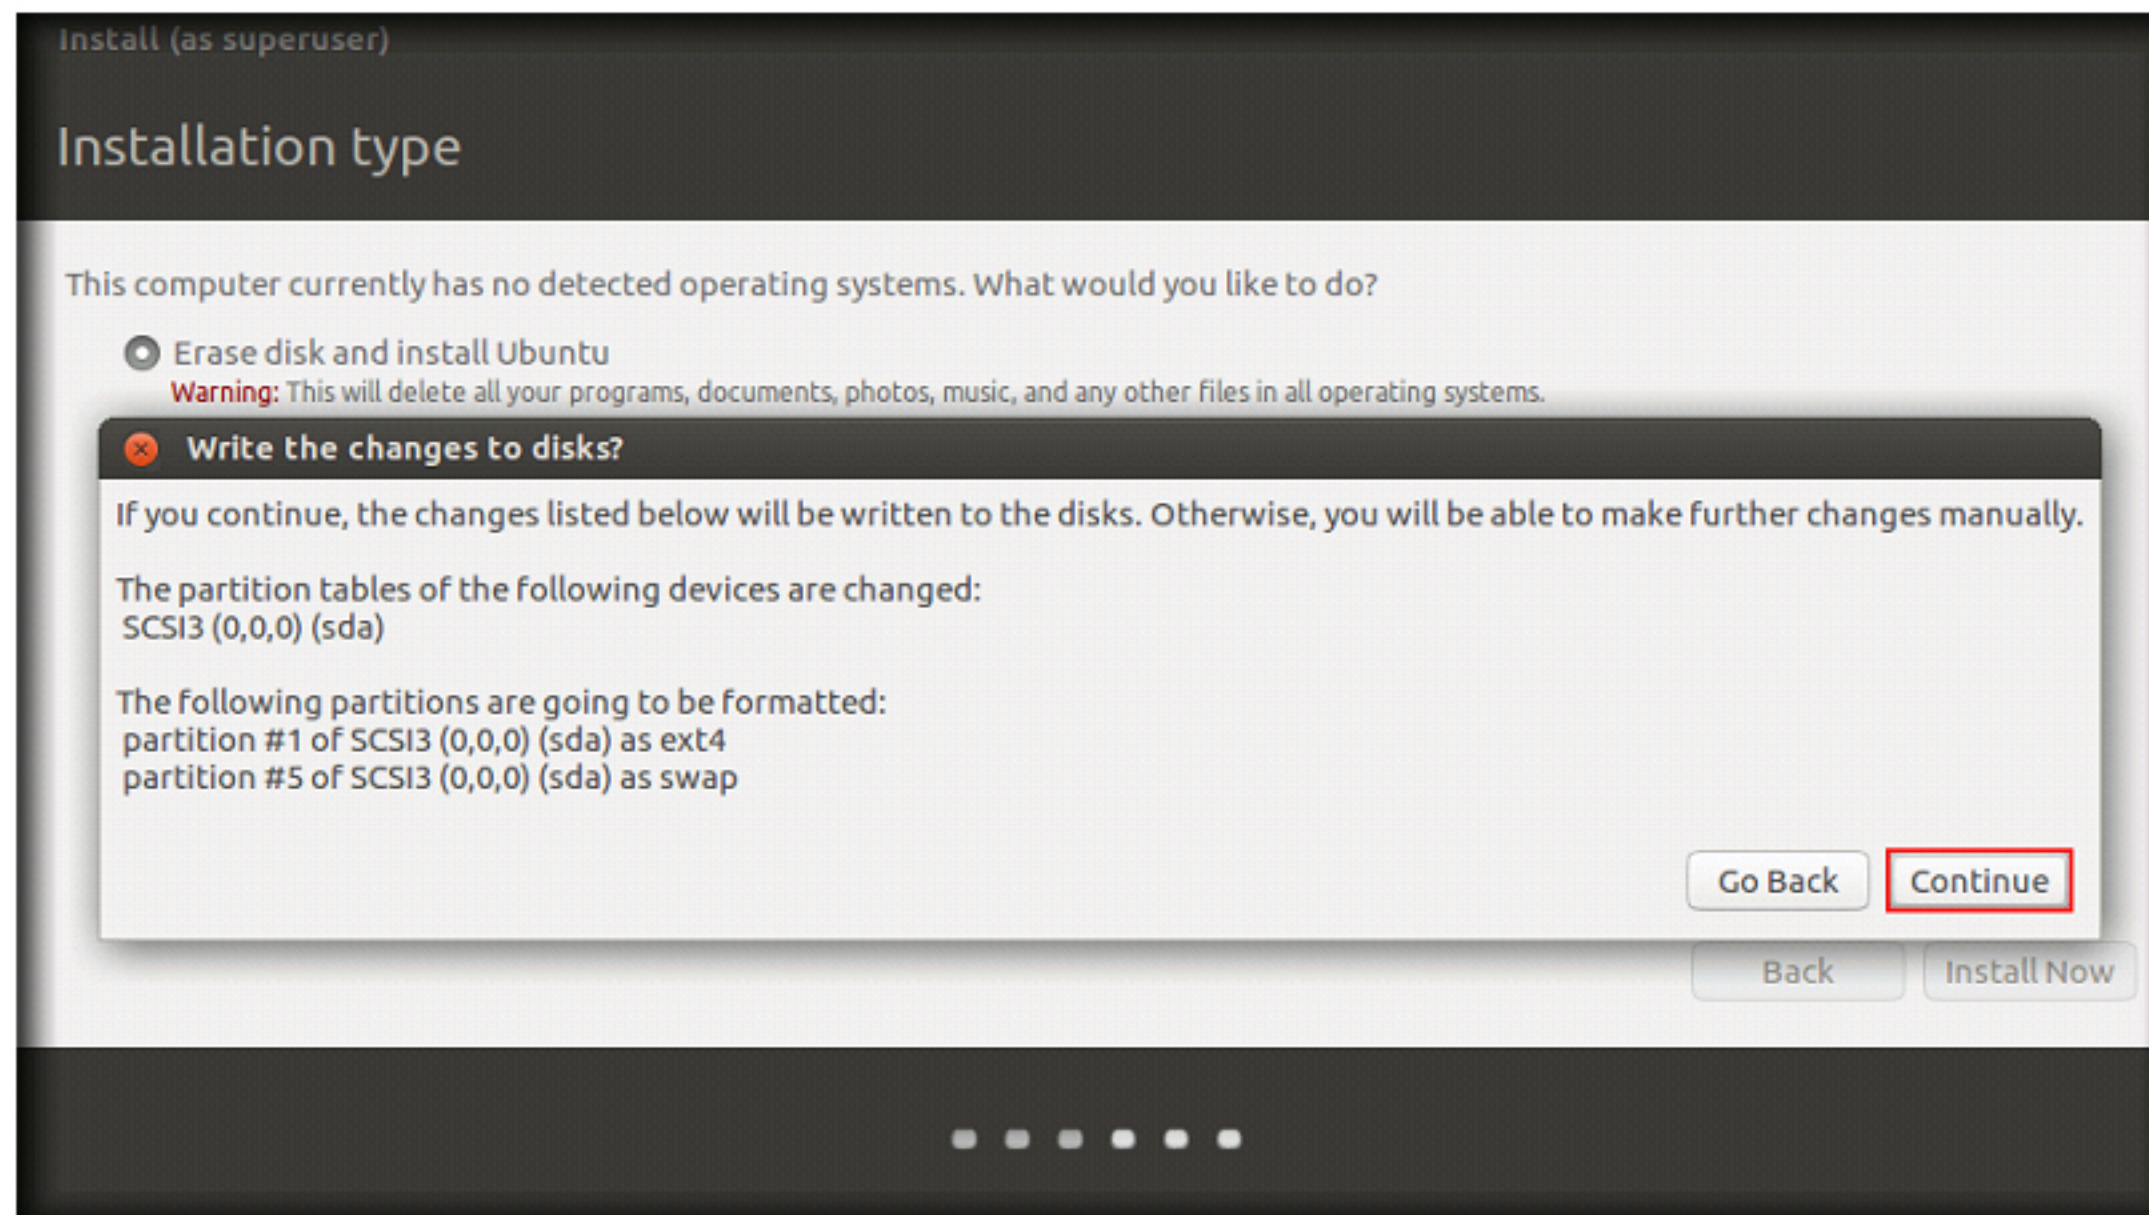 Install (as superuser)
Installation type
This computer currently has no detected operating systems. What would you like to do?
Erase disk and install Ubuntu
Warning: This will delete all your programs, documents, photos, music, and any other files in all operating systems.
Write the changes to disks?
If you continue, the changes listed below will be written to the disks. Otherwise, you will be able to make further changes manually.
The partition tables of the following devices are changed:
SCSI3 (0,0,0) (sda)
The following partitions are going to be formatted:
partition #1 of SCSI3 (0,0,0) (sda) as ext4
partition #5 of SCSI3 (0,0,0) (sda) as swap
Go Back Continue
Back Install Now